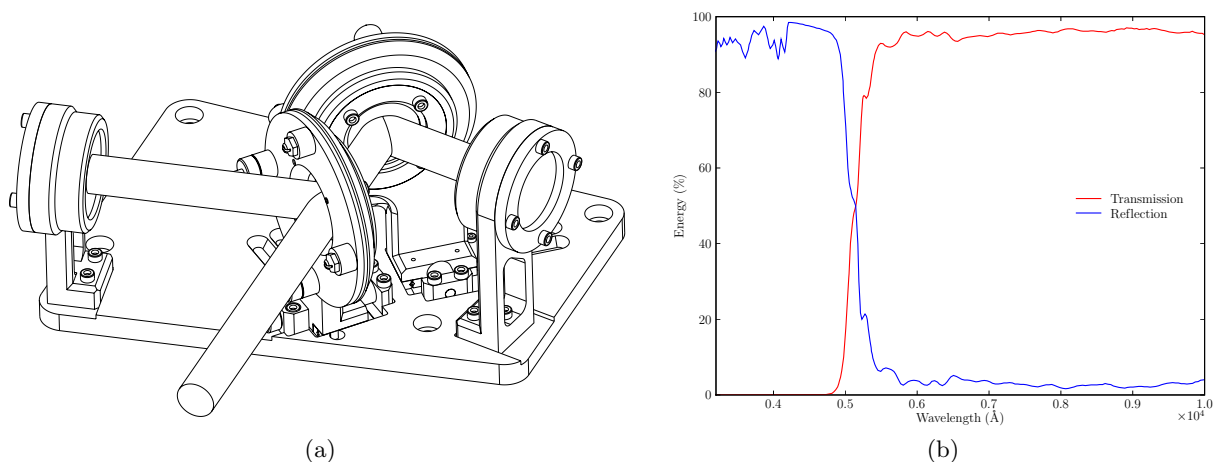 100
80
60
40
20
0
Energy (%)
Transmission
Reflection
0.4 0.5 0.6 0.7 0.8 0.9 1.0
×10⁴
Wavelength (Å)
(a)
(b)